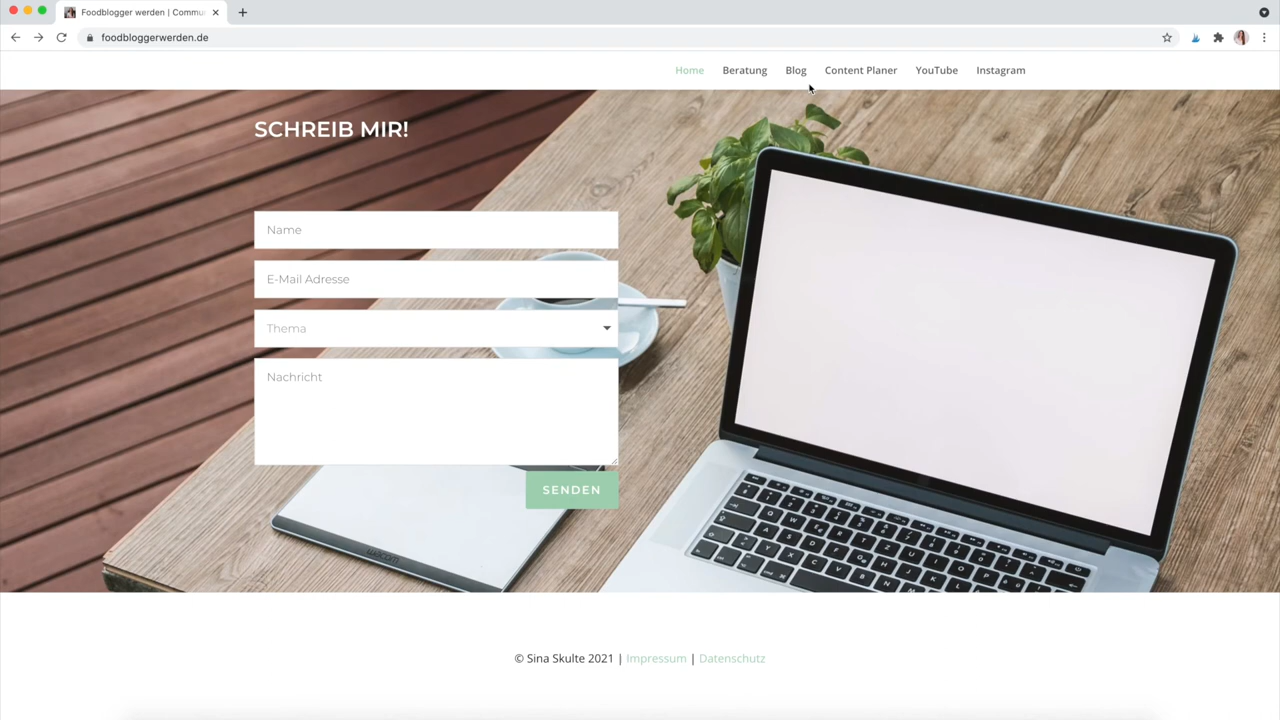 Foodblogger werden | Commu
foodbloggerwerden.de
Home Beratung Blog Content Planer YouTube Instagram
SCHREIB MIR!
Name
E-Mail Adresse
Thema
Nachricht
SENDEN
wacom
© Sina Skulte 2021 | Impressum | Datenschutz